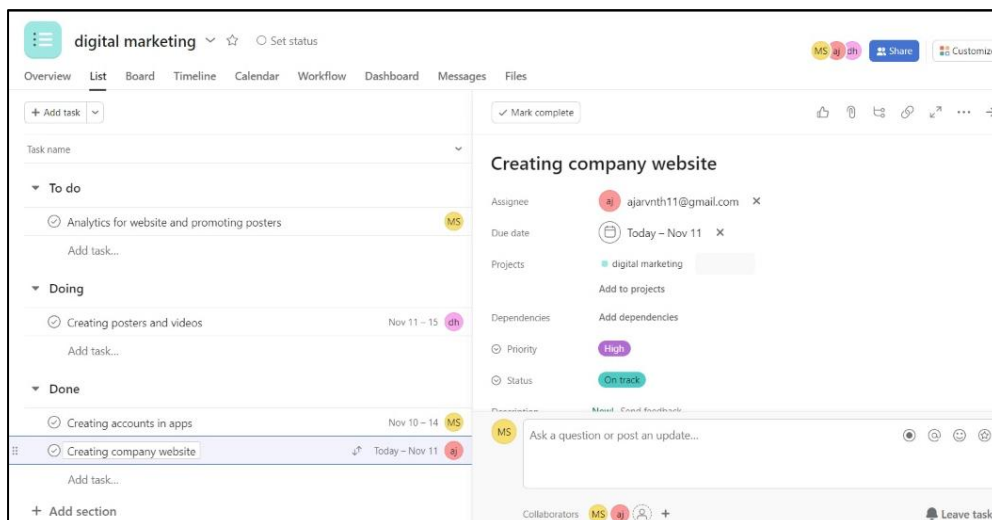 digital marketing
Set status
MS aj dh Share Customize
Overview List Board Timeline Calendar Workflow Dashboard Messages Files
+ Add task
Task name
To do
Analytics for website and promoting posters MS
Add task...
Doing
Creating posters and videos Nov 11 – 15 dh
Add task...
Done
Creating accounts in apps Nov 10 – 14 MS
Creating company website Today – Nov 11 aj
Add task...
+ Add section
Mark complete
Creating company website
Assignee aj ajarvnth11@gmail.com ×
Due date Today – Nov 11 ×
Projects digital marketing
Add to projects
Dependencies Add dependencies
Priority High
Status On track
Description New! Send feedback
MS Ask a question or post an update...
Collaborators MS aj + Leave task